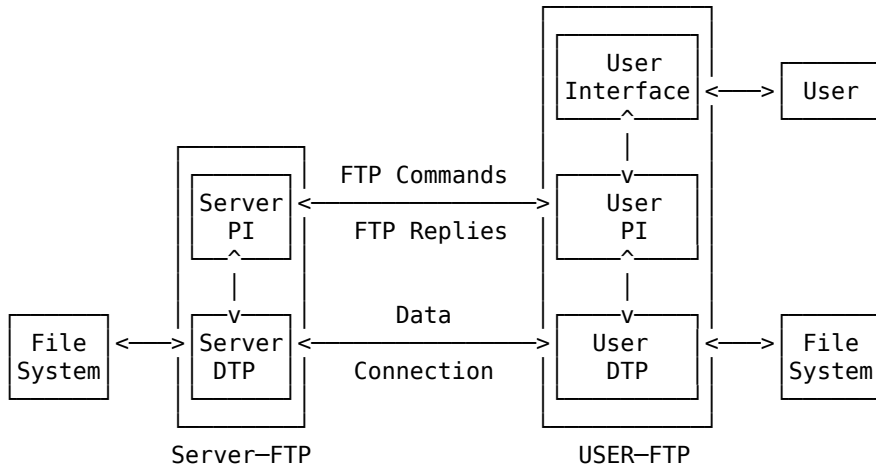 User
Interface
User
FTP Commands
Server
PI
User
PI
FTP Replies
Data
File
System
Server
DTP
User
DTP
File
System
Connection
Server—FTP
USER—FTP